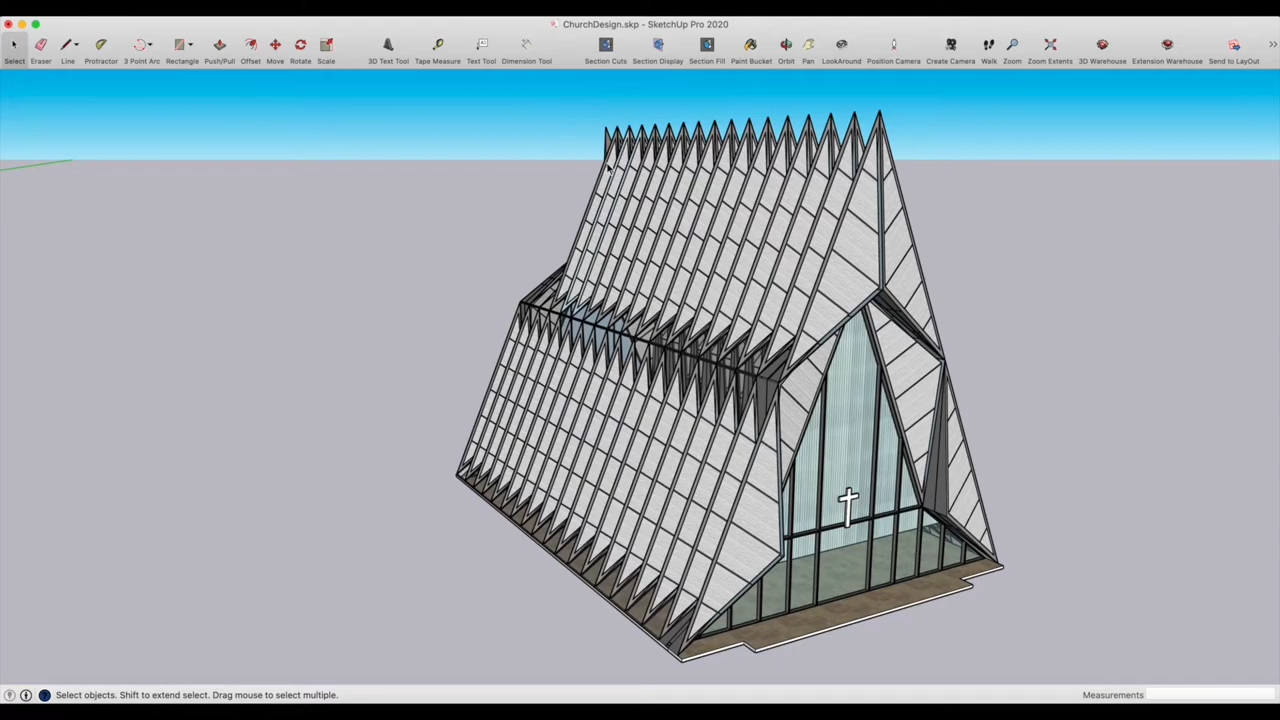 ChurchDesign.skp - SketchUp Pro 2020
Select Eraser Line Protractor 3 Point Arc Rectangle Push/Pull Offset Move Rotate Scale 3D Text Tool Tape Measure Text Tool Dimension Tool Section Cuts Section Display Section Fill Paint Bucket Orbit Pan LookAround Position Camera Create Camera Walk Zoom Zoom Extents 3D Warehouse Extension Warehouse Send to LayOut
Select objects. Shift to extend select. Drag mouse to select multiple. Measurements